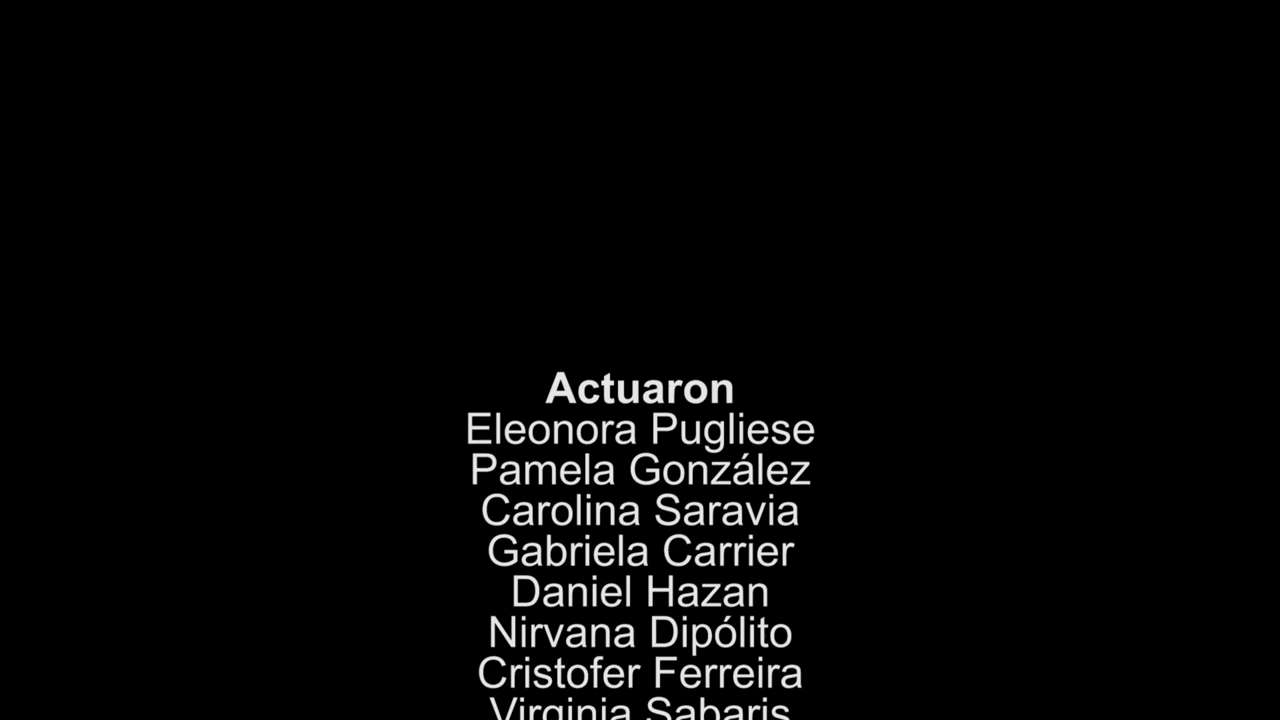 Actuaron
Eleonora Pugliese
Pamela González
Carolina Saravia
Gabriela Carrier
Daniel Hazan
Nirvana Dipólito
Cristofer Ferreira
Virginia Sabaris